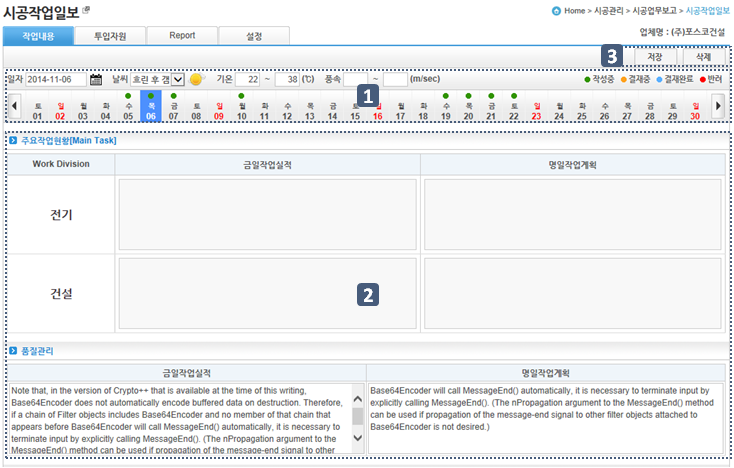 시공작업일보
Home > 시공관리 > 시공업무보고 > 시공작업일보
작업내용 투입자원 Report 설정
업체명 : (주)포스코건설
3 저장 삭제
일자 2014-11-06 날씨 흐린 후 갬 기온 22 ~ 38 (℃) 풍속 ~ (m/sec) 작성중 결재중 결재완료 반려
1
토 일 월 화 수 목 금 토 일 월 화 수 목 금 토 일 월 화 수 목 금 토 일 월 화 수 목 금 토 일
01 02 03 04 05 06 07 08 09 10 11 12 13 14 15 16 17 18 19 20 21 22 23 24 25 26 27 28 29 30
주요작업현황[Main Task]
Work Division 금일작업실적 명일작업계획
전기
건설
2
품질관리
금일작업실적 명일작업계획
Note that, in the version of Crypto++ that is available at the time of this writing,
Base64Encoder does not automatically encode buffered data on destruction. Therefore,
if a chain of Filter objects includes Base64Encoder and no member of that chain that
appears before Base64Encoder will call MessageEnd() automatically, it is necessary to
terminate input by explicitly calling MessageEnd(). (The nPropagation argument to the
MessageEnd() method can be used if propagation of the message-end signal to other
Base64Encoder will call MessageEnd() automatically, it is necessary to terminate input by
explicitly calling MessageEnd(). (The nPropagation argument to the MessageEnd() method
can be used if propagation of the message-end signal to other filter objects attached to
Base64Encoder is not desired.)